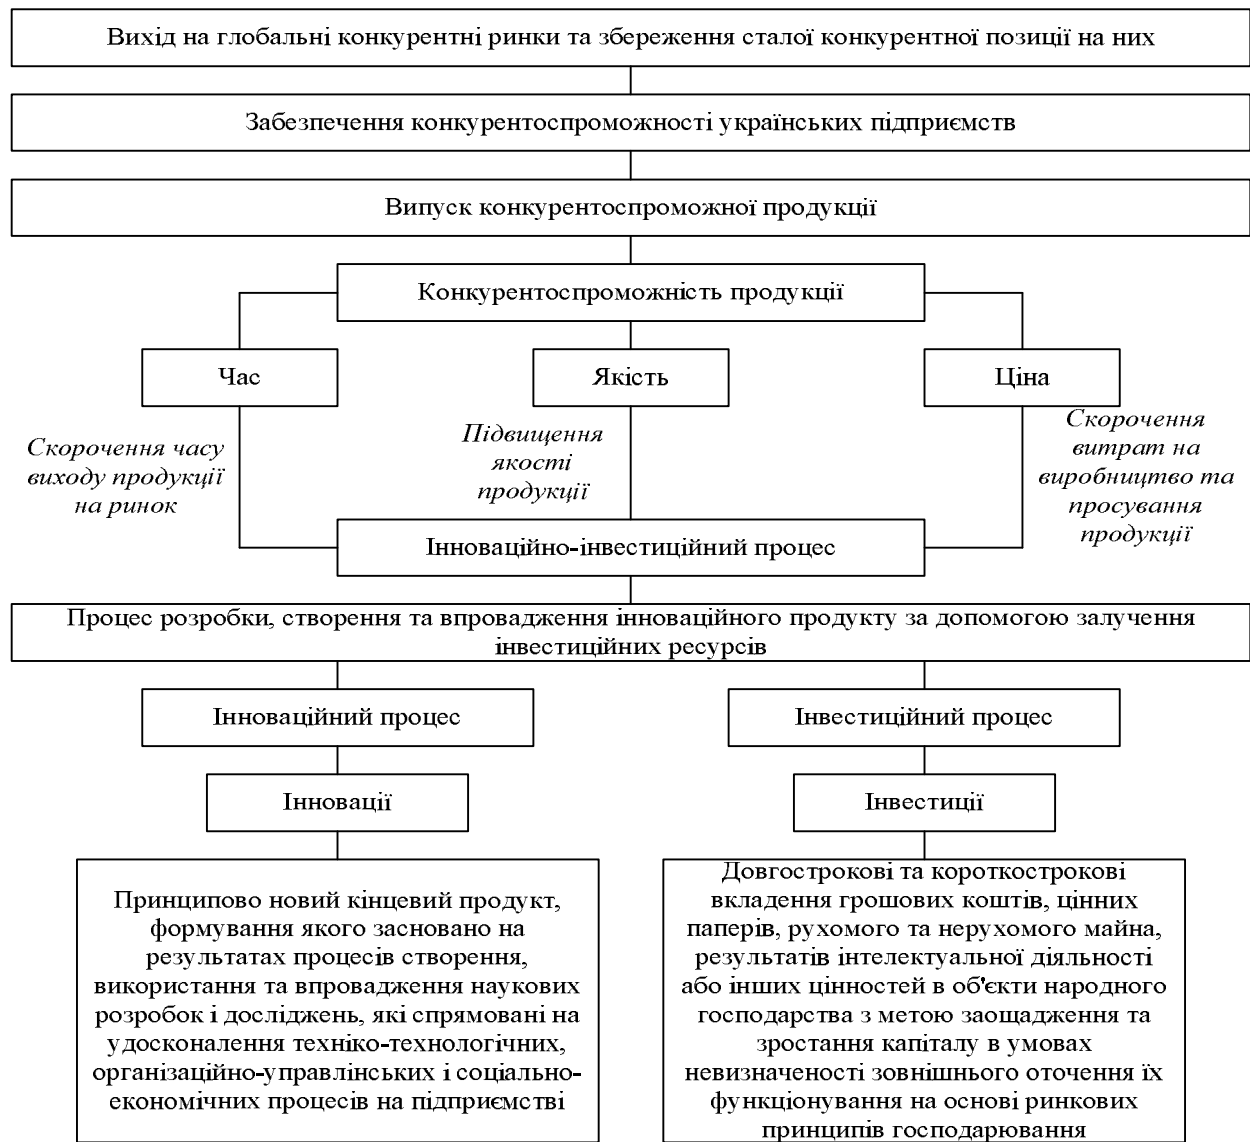 Вихід на глобальні конкурентні ринки та збереження сталої конкурентної позиції на них
Забезпечення конкурентоспроможності українських підприємств
Випуск конкурентоспроможної продукції
Конкурентоспроможність продукції
Час
Якість
Ціна
Скорочення часу
виходу продукції
на ринок
Підвищення
якості
продукції
Скорочення
витрат на
виробництво та
просування
продукції
Інноваційно-інвестиційний процес
Процес розробки, створення та впровадження інноваційного продукту за допомогою залучення
інвестиційних ресурсів
Інноваційний процес
Інвестиційний процес
Інновації
Інвестиції
Принципово новий кінцевий продукт,
формування якого засновано на
результатах процесів створення,
використання та впровадження наукових
розробок і досліджень, які спрямовані на
удосконалення техніко-технологічних,
організаційно-управлінських і соціально-
економічних процесів на підприємстві
Довгострокові та короткострокові
вкладення грошових коштів, цінних
паперів, рухомого та нерухомого майна,
результатів інтелектуальної діяльності
або інших цінностей в об'єкти народного
господарства з метою заощадження та
зростання капіталу в умовах
невизначеності зовнішнього оточення їх
функціонування на основі ринкових
принципів господарювання